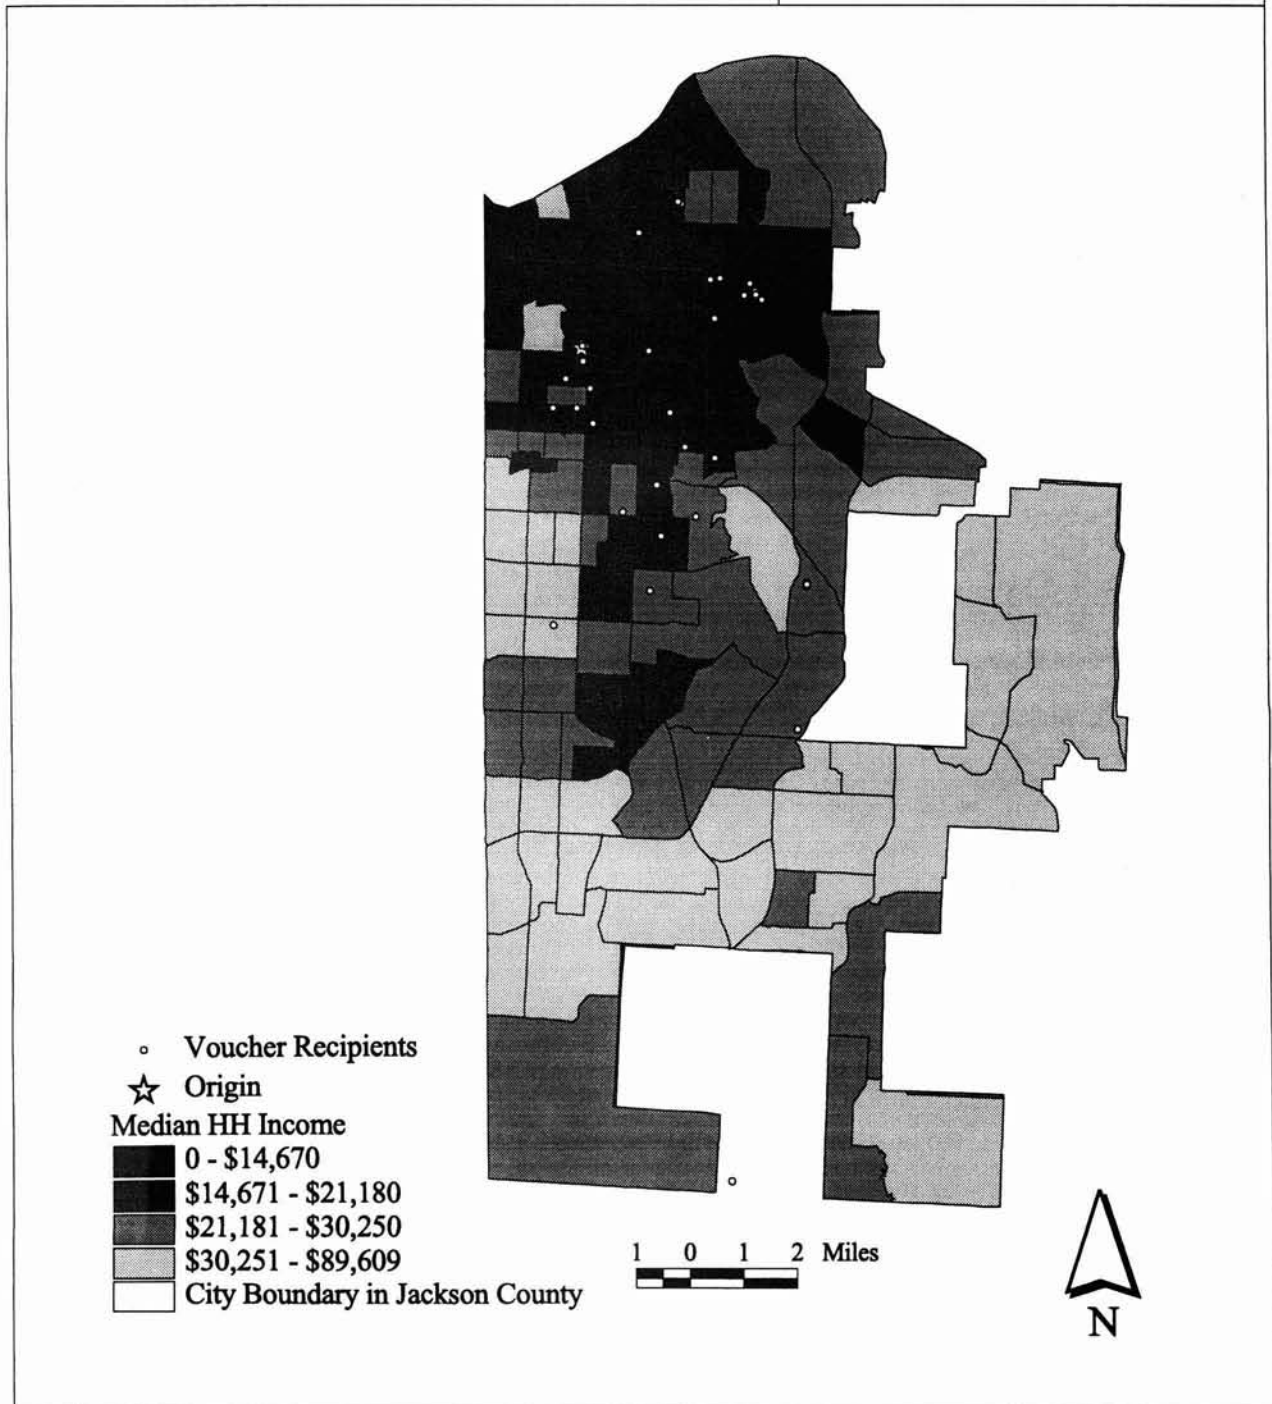 Voucher Recipients
Origin
Median HH Income
0 - $14,670
$14,671 - $21,180
$21,181 - $30,250
$30,251 - $89,609
City Boundary in Jackson County
1 0 1 2 Miles
N